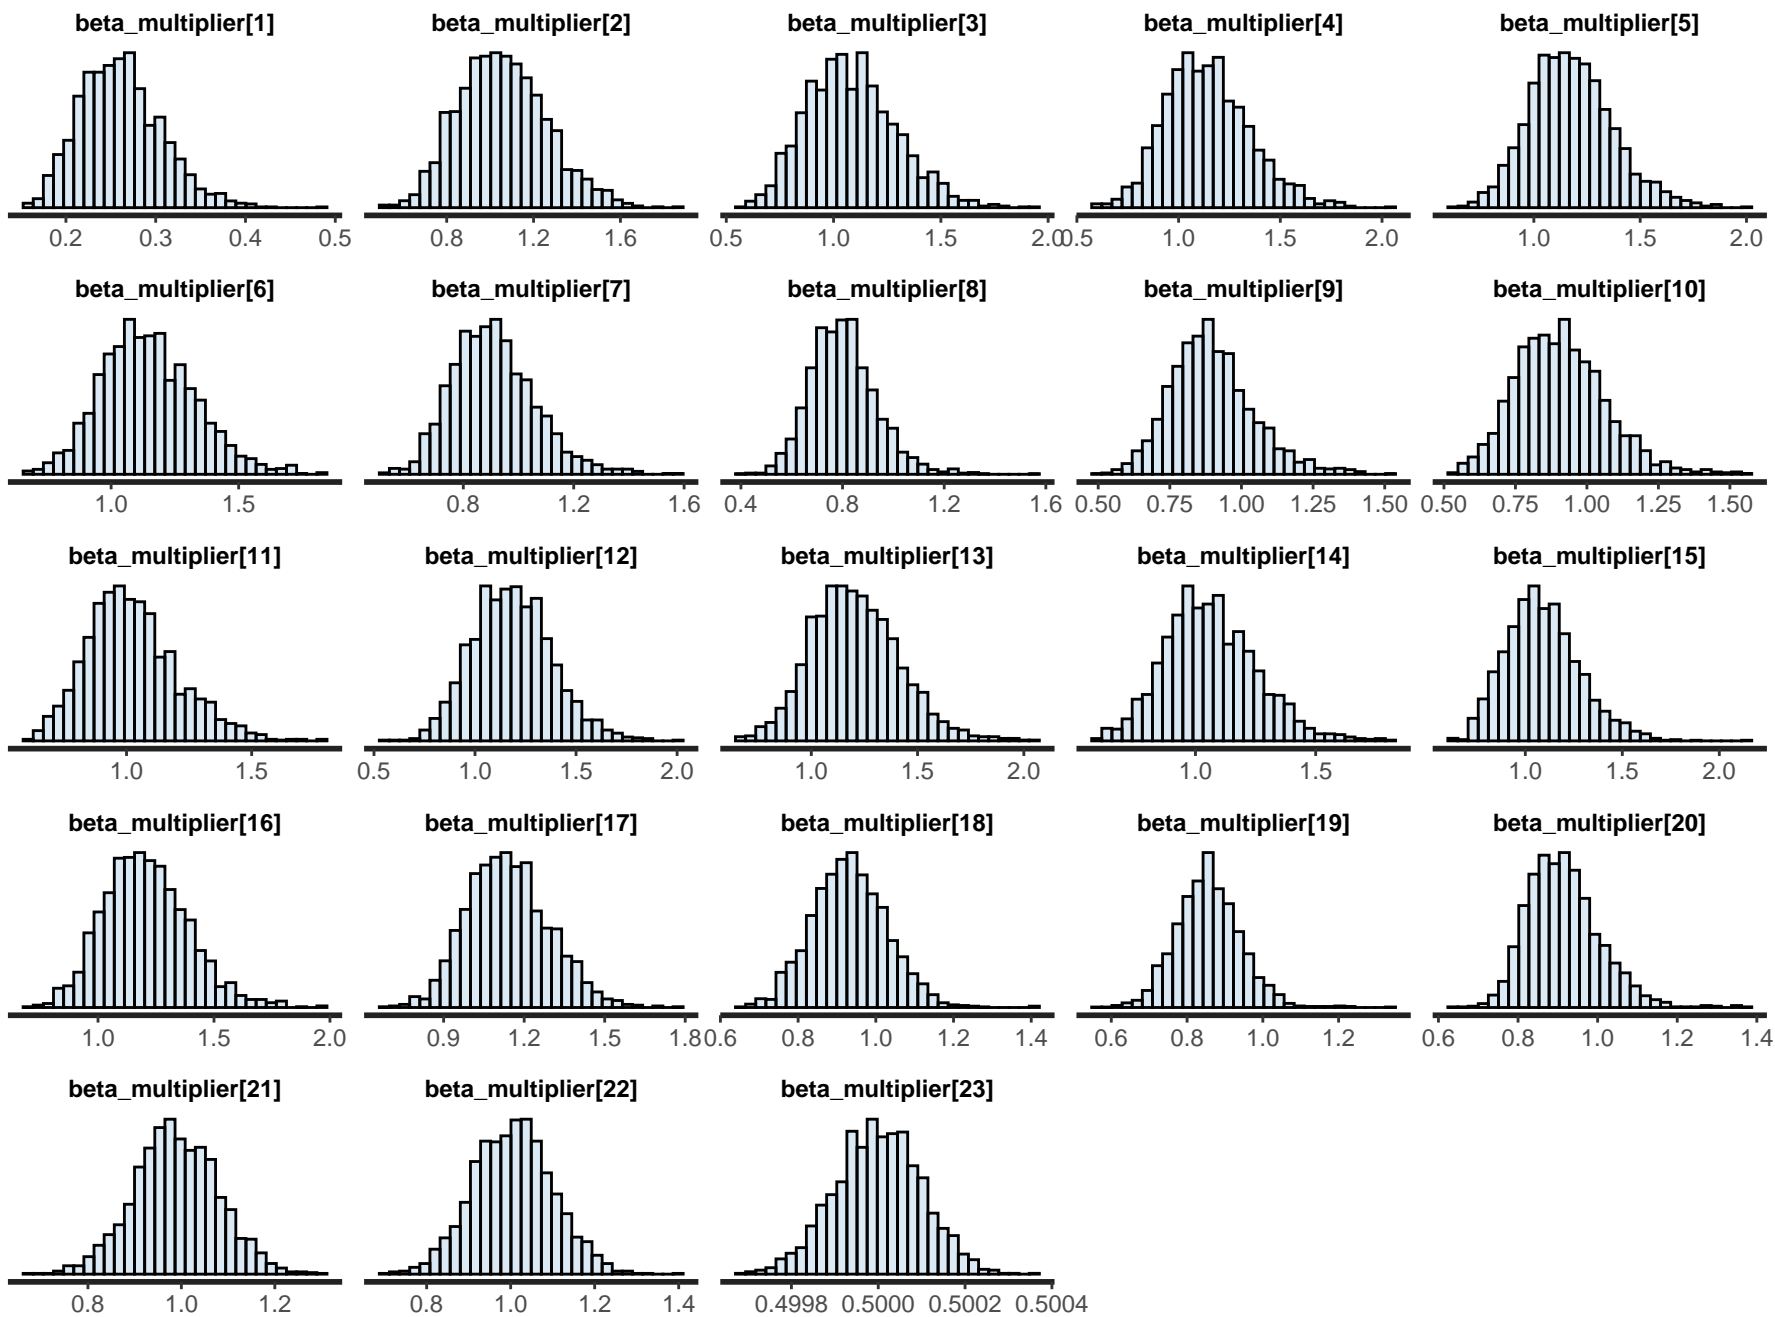 beta_multiplier[1] beta_multiplier[2] beta_multiplier[3] beta_multiplier[4] beta_multiplier[5]
0.2 0.3 0.4 0.5 0.8 1.2 1.6 0.5 1.0 1.5 2.0 0.5 1.0 1.5 2.0 1.0 1.5 2.0
beta_multiplier[6] beta_multiplier[7] beta_multiplier[8] beta_multiplier[9] beta_multiplier[10]
1.0 1.5 0.8 1.2 1.6 0.4 0.8 1.2 1.6 0.50 0.75 1.00 1.25 1.50 0.50 0.75 1.00 1.25 1.50
beta_multiplier[11] beta_multiplier[12] beta_multiplier[13] beta_multiplier[14] beta_multiplier[15]
1.0 1.5 0.5 1.0 1.5 2.0 1.0 1.5 2.0 1.0 1.5 1.0 1.5 2.0
beta_multiplier[16] beta_multiplier[17] beta_multiplier[18] beta_multiplier[19] beta_multiplier[20]
1.0 1.5 2.0 0.9 1.2 1.5 1.8 0.6 0.8 1.0 1.2 1.4 0.6 0.8 1.0 1.2 0.6 0.8 1.0 1.2 1.4
beta_multiplier[21] beta_multiplier[22] beta_multiplier[23]
0.8 1.0 1.2 0.8 1.0 1.2 1.4 0.4998 0.5000 0.5002 0.5004